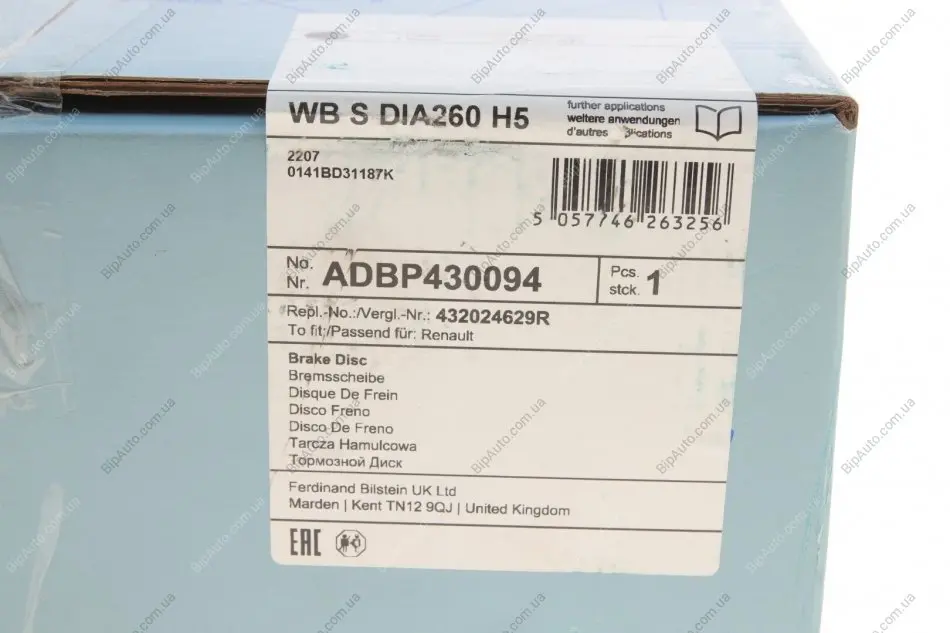 WB S DIA260 H5
further applications
weitere anwendungen
d'autres
2207
0141BD31187K
5 057746 263256
No.
Nr. ADBP430094
Pcs.
stck. 1
Repl.-No.:/Vergl.-Nr.: 432024629R
To fit:/Passend für: Renault
Brake Disc
Bremsscheibe
Disque De Frein
Disco Freno
Disco De Freno
Tarcza Hamulcowa
Тормозной Диск
Ferdinand Bilstein UK Ltd
Marden | Kent TN12 9QJ | United Kingdom
EAC
BipAuto.com.ua